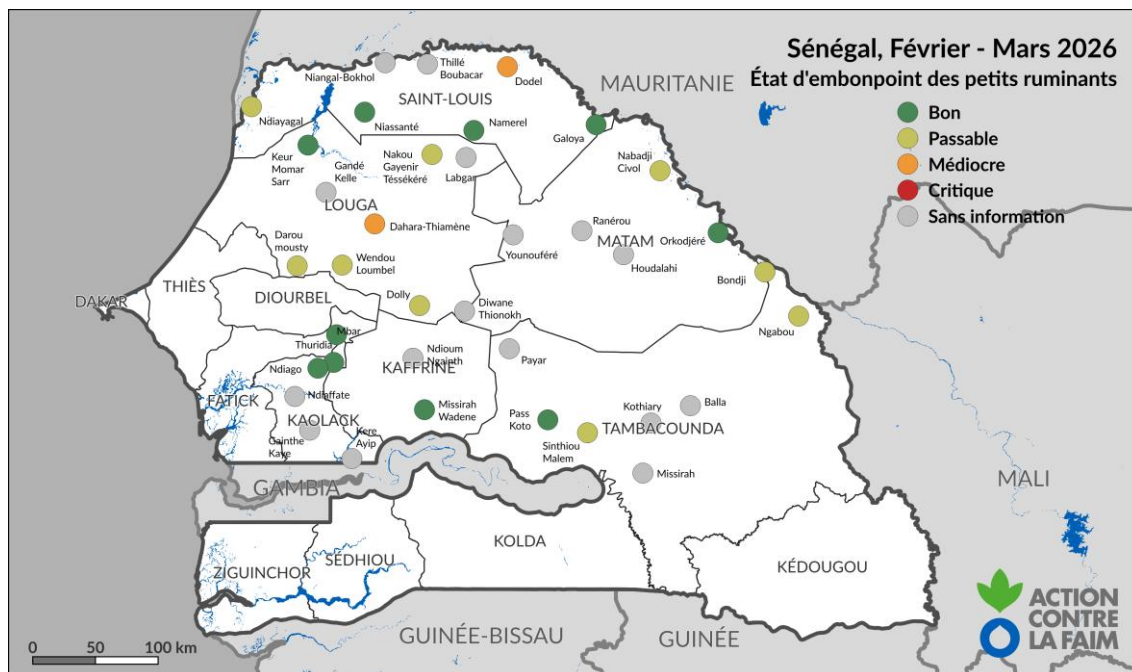 Sénégal, Février - Mars 2026
État d'embonpoint des petits ruminants
Bon
Passable
Médiocre
Critique
Sans information
MAURITANIE
Niangal-Bokhol
Thillé
Boubacar
Dodel
SAINT-LOUIS
Ndiayagal
Niassanté
Namerel
Galoya
Keur
Momar
Sarr
Gandé
Kelle
Nakou
Gayenir
Téssékéré
Labgar
Nabadji
Civol
LOUGA
Dahara-Thiamène
Ranérou
MATAM
Orkodjéré
Younouféré
Houdalahi
Darou
mousty
Wendou
Loumbel
Bondji
THIÈS
DIOURBEL
DAKAR
Dolly
Diwane
Thionokh
Ngabou
Mbar
Thuridia
Ndioum
Ngainth
Payar
Ndiago
KAFFRINE
Ndiaffate
FATICK
Missirah
Wadene
Pass
Koto
Kothiary
Balla
KAOLACK
Kere
Ayip
Gainthe
Kaye
TAMBACOUNDA
Sinthiou
Malem
Missirah
GAMBIA
MALI
KOLDA
SÉDHIOU
ZIGUINCHOR
KÉDOUGOU
GUINÉE-BISSAU
GUINÉE
0 50 100 km
ACTION
CONTRE
LA FAIM